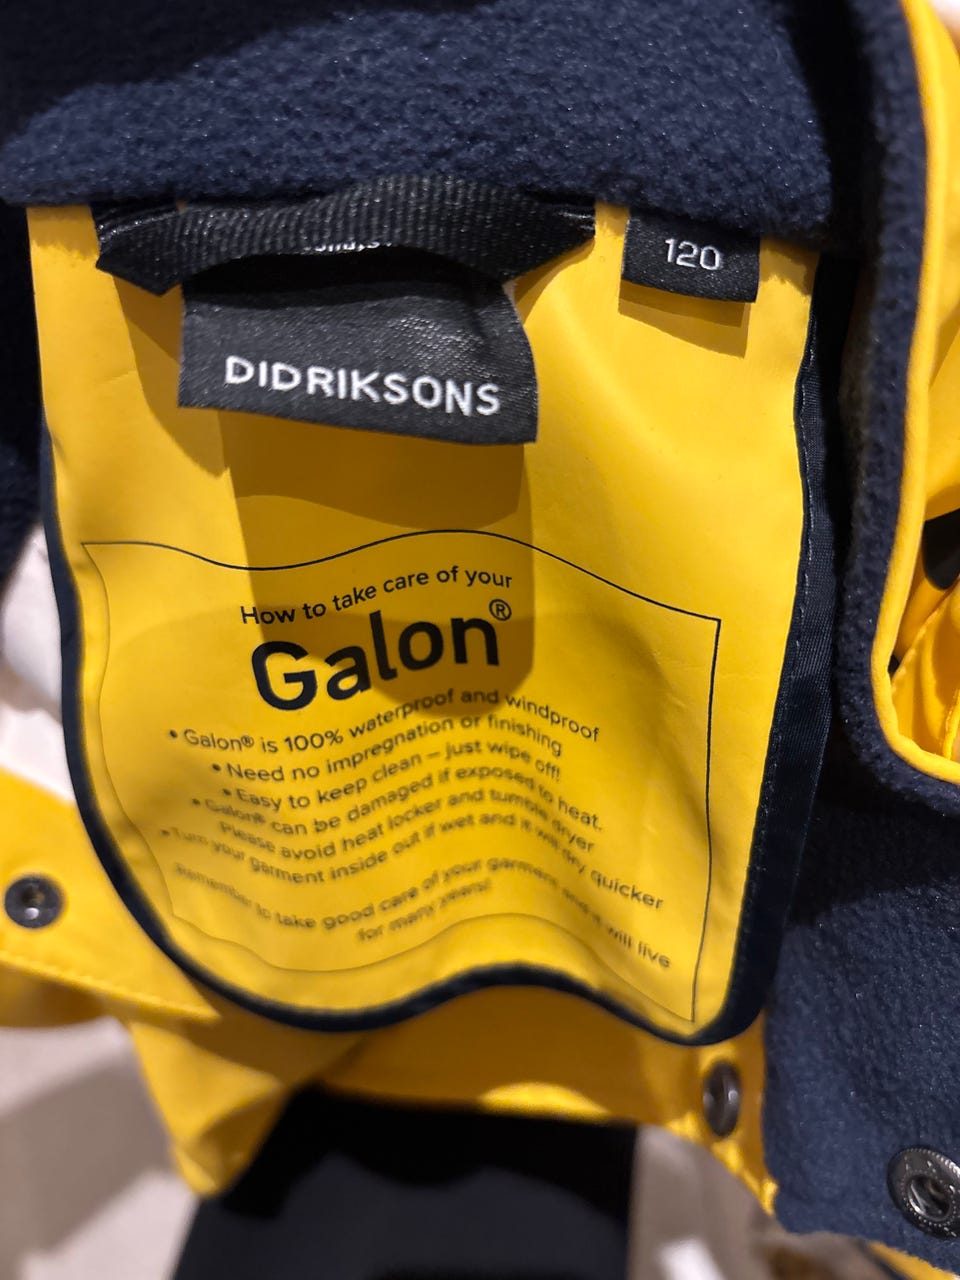 DIDRIKSONS
120
How to take care of your
Galon®
• Galon® is 100% waterproof and windproof
• Need no impregnation or finishing
• Easy to keep clean – just wipe off!
• Galon® can be damaged if exposed to heat.
Please avoid heat locker and tumble dryer
• Turn your garment inside out if wet and it will dry quicker
Remember to take good care of your garment and it will live
for many years!